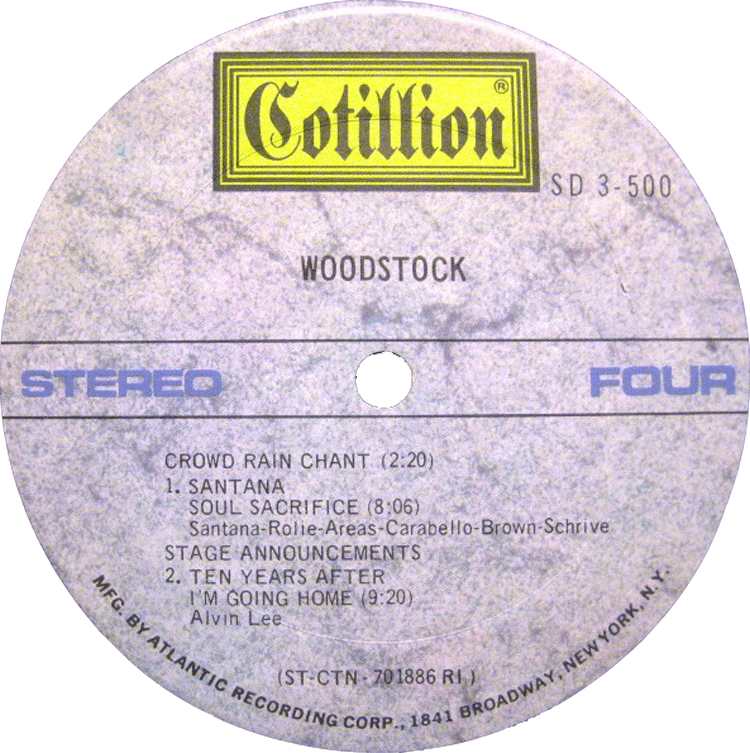 Cotillion®
SD 3-500
WOODSTOCK
STEREO
FOUR
CROWD RAIN CHANT (2:20)
1. SANTANA
SOUL SACRIFICE (8:06)
Santana-Rolie-Areas-Carabello-Brown-Schrive
STAGE ANNOUNCEMENTS
2. TEN YEARS AFTER
I'M GOING HOME (9:20)
Alvin Lee
(ST-CTN-701886 RI)
MFG. BY ATLANTIC RECORDING CORP., 1841 BROADWAY, NEW YORK, N.Y.